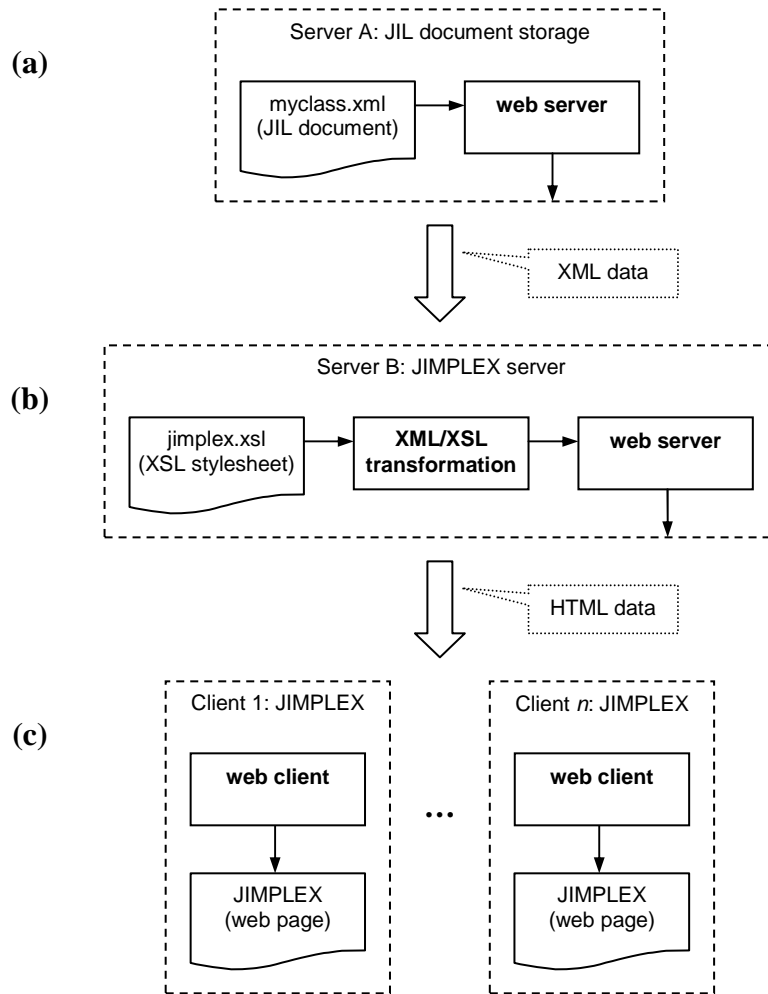 (a)
Server A: JIL document storage
myclass.xml
(JIL document)
web server
XML data
(b)
Server B: JIMPLEX server
jimplex.xsl
(XSL stylesheet)
XML/XSL
transformation
web server
HTML data
(c)
Client 1: JIMPLEX
web client
JIMPLEX
(web page)
...
Client n: JIMPLEX
web client
JIMPLEX
(web page)